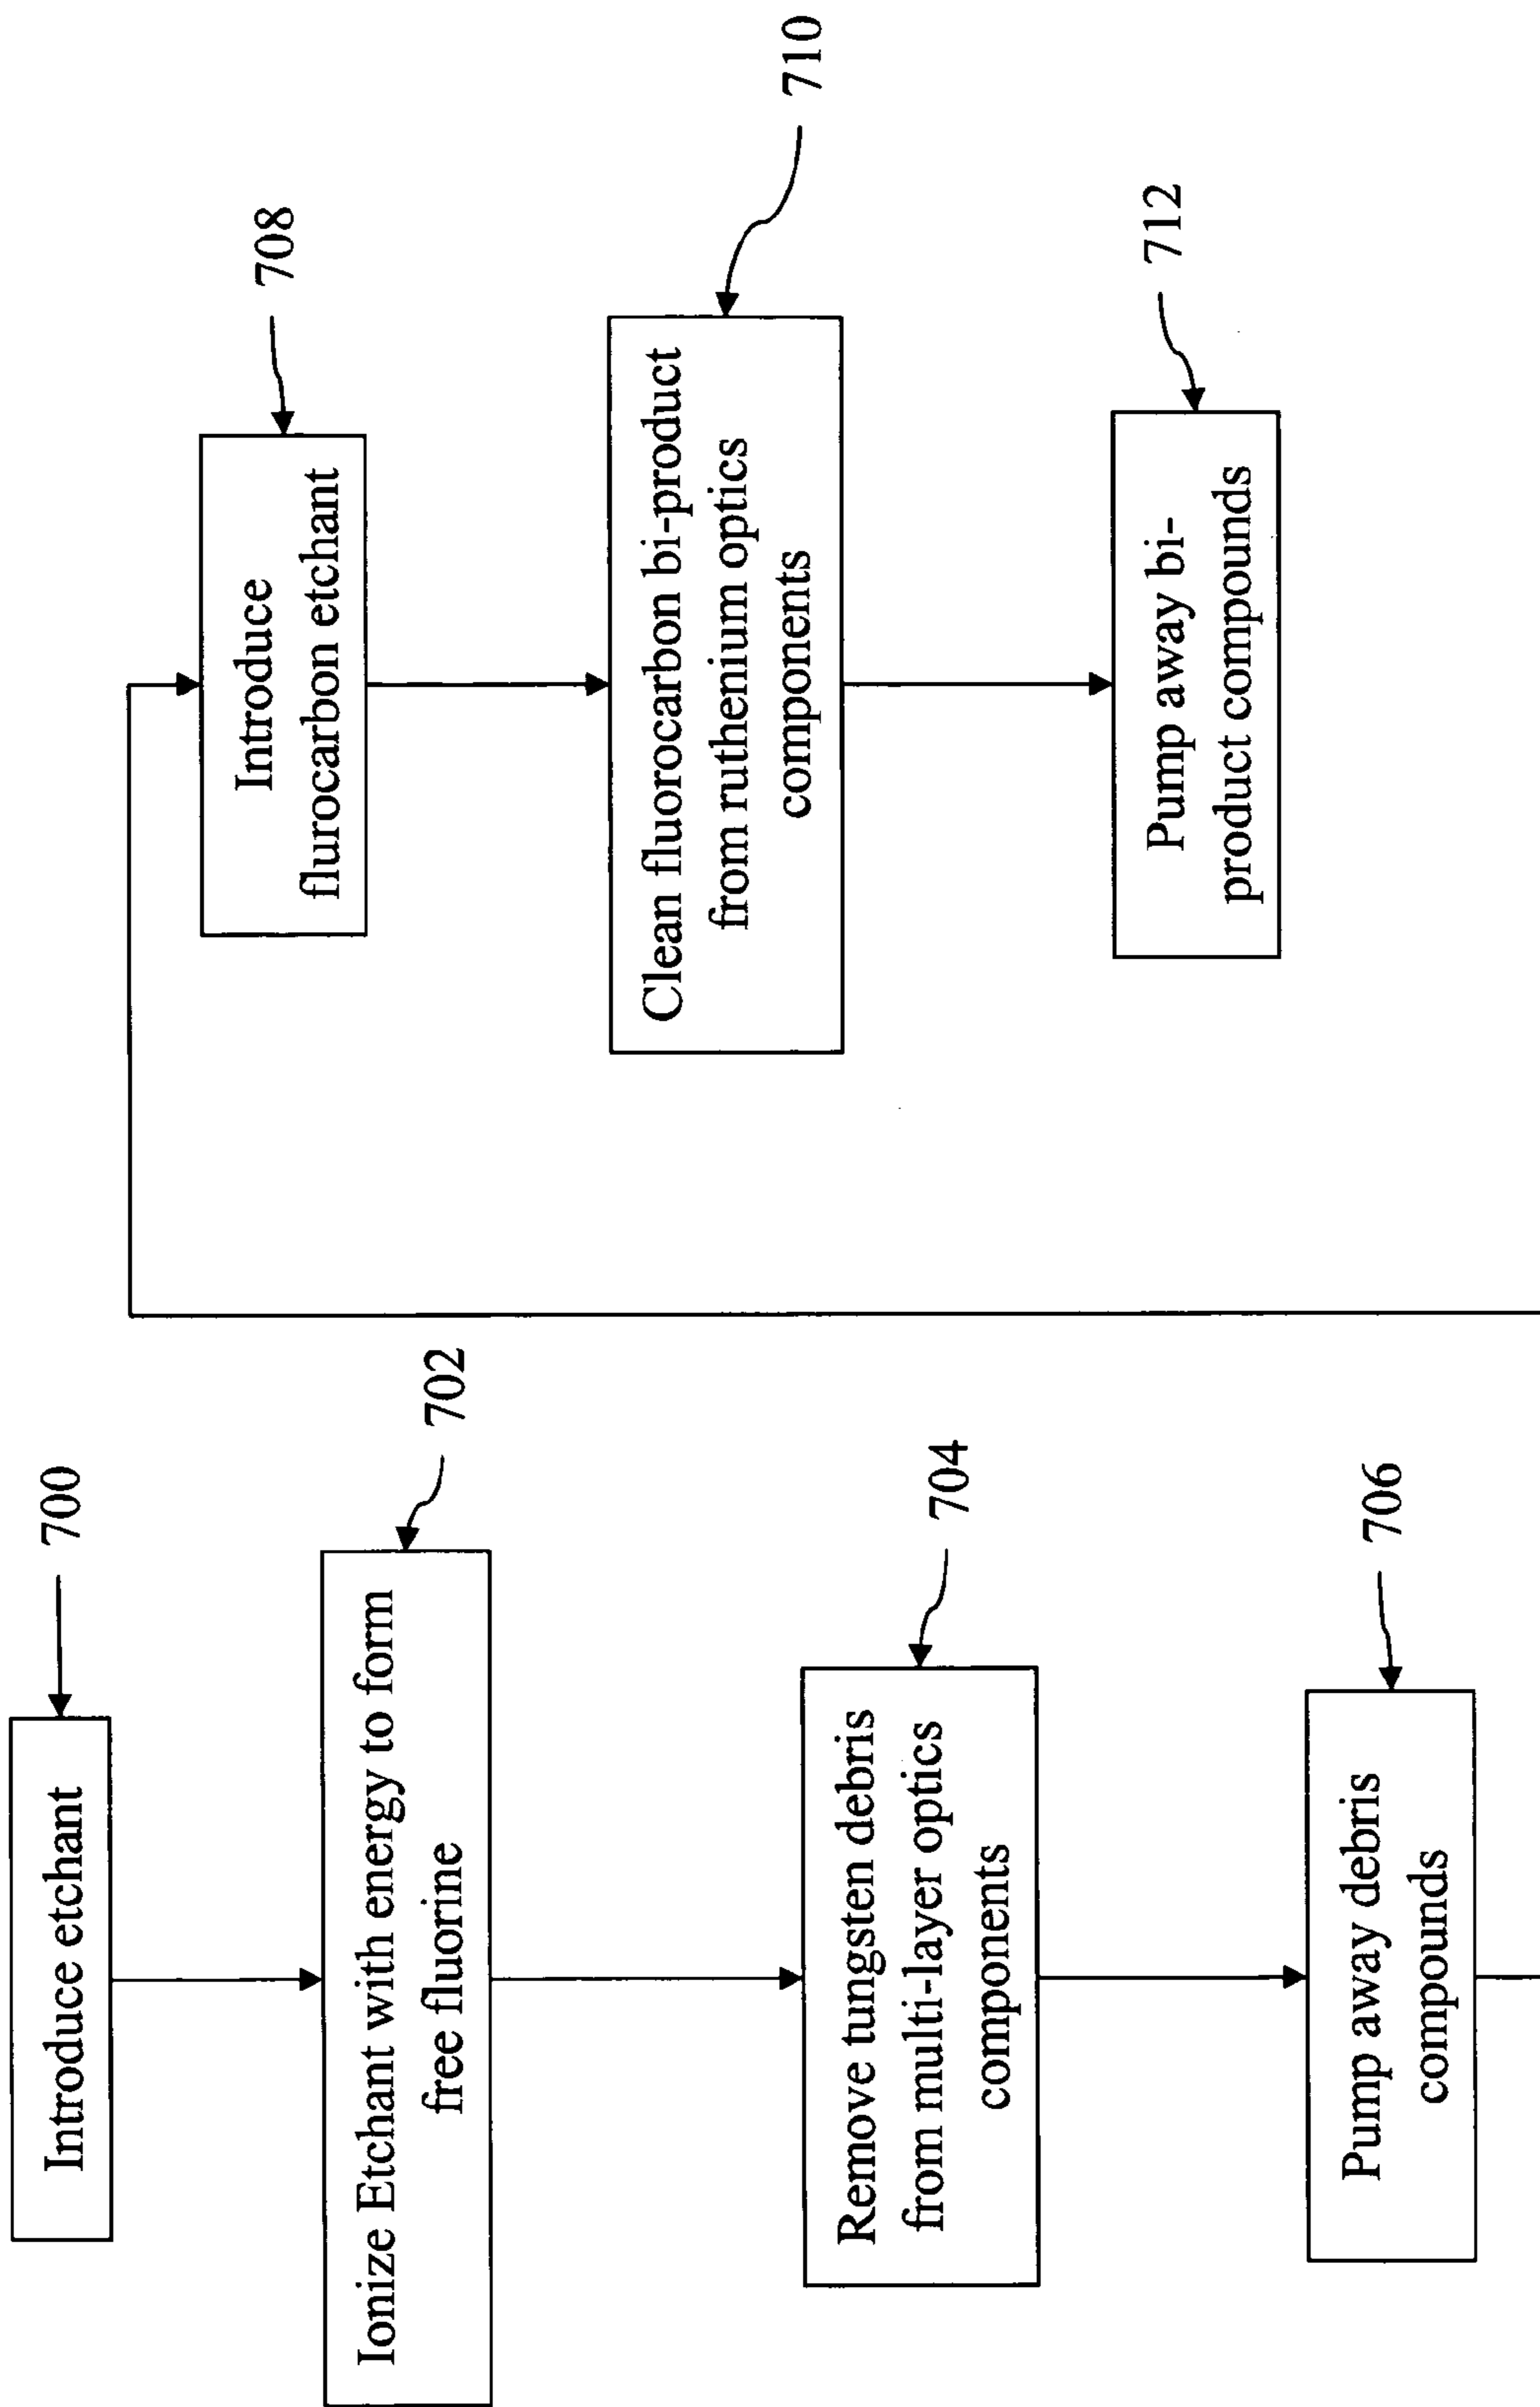 700
Introduce etchant
702
Ionize Etchant with energy to form
free fluorine
704
Remove tungsten debris
from multi-layer optics
components
706
Pump away debris
compounds
708
Introduce
flurocarbon etchant
710
Clean fluorocarbon bi-product
from ruthenium optics
components
712
Pump away bi-
product compounds